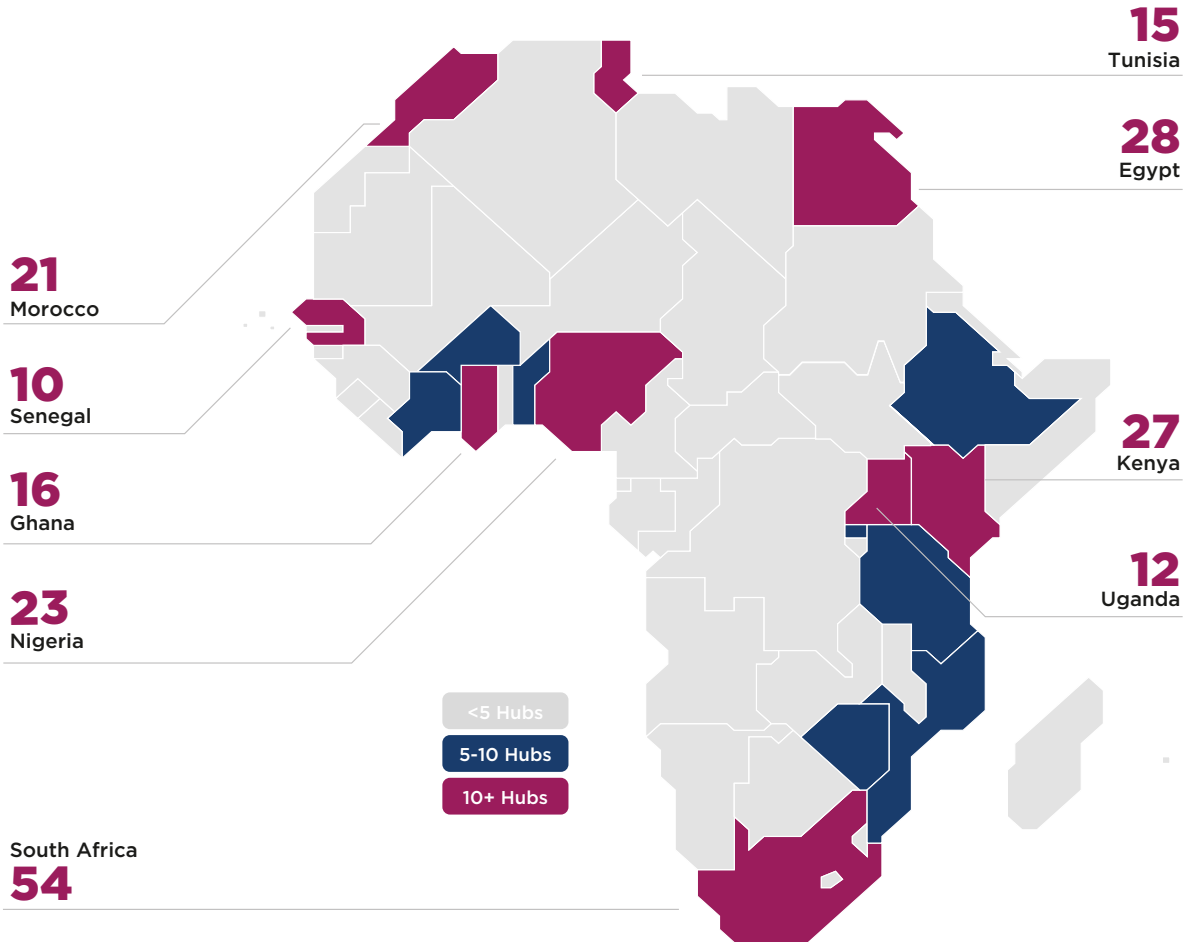 15
Tunisia
28
Egypt
21
Morocco
10
Senegal
27
Kenya
16
Ghana
12
Uganda
23
Nigeria
<5 Hubs
5-10 Hubs
10+ Hubs
South Africa
54